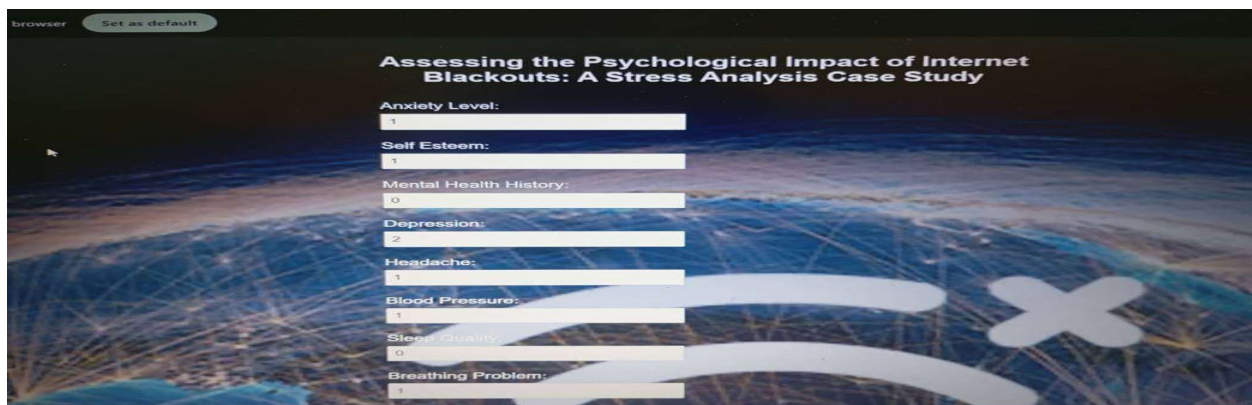 browser Set as default
Assessing the Psychological Impact of Internet
Blackouts: A Stress Analysis Case Study
Anxiety Level:
1
Self Esteem:
1
Mental Health History:
0
Depression:
2
Headache:
1
Blood Pressure:
1
Sleep Quality:
0
Breathing Problem:
1